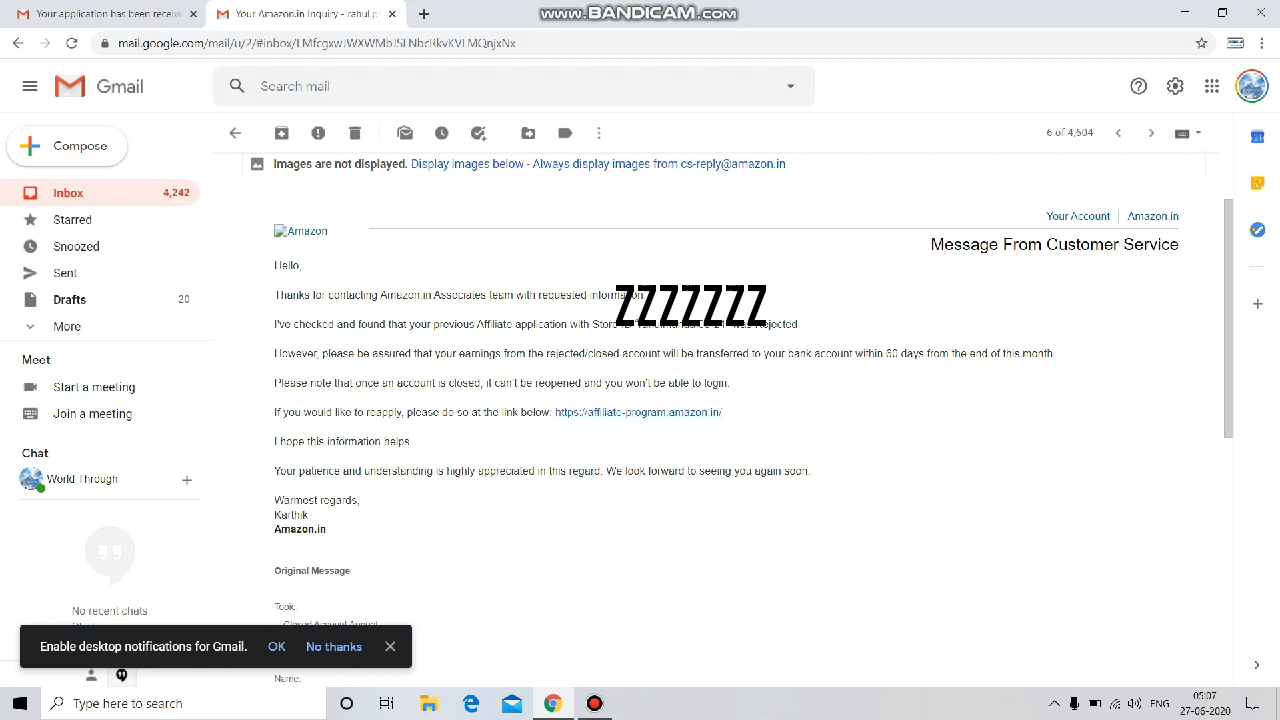 Your application has been receive
Your Amazon.in Inquiry - rahul.p
www.BANDICAM.com
Gmail
Search mail
Compose
6 of 4,604
Images are not displayed. Display images below - Always display images from cs-reply@amazon.in
Inbox 4,242
Starred
Snoozed
Sent
Drafts 20
More
Meet
Start a meeting
Join a meeting
Chat
World Through
No recent chats
Your Account Amazon.in
Amazon
Message From Customer Service
Hello,
Thanks for contacting Amazon.in Associates team with requested information.
ZZZZZZZ
I've checked and found that your previous Affiliate application with Store was Rejected.
However, please be assured that your earnings from the rejected/closed account will be transferred to your bank account within 60 days from the end of this month.
Please note that once an account is closed, it can't be reopened and you won't be able to login.
If you would like to reapply, please do so at the link below: https://affiliate-program.amazon.in/
I hope this information helps.
Your patience and understanding is highly appreciated in this regard. We look forward to seeing you again soon.
Warmest regards,
Karthik
Amazon.in
Original Message
Topic:
Closed Account Appeal
Name:
Enable desktop notifications for Gmail. OK No thanks
Type here to search
ENG
05:07
27-06-2020